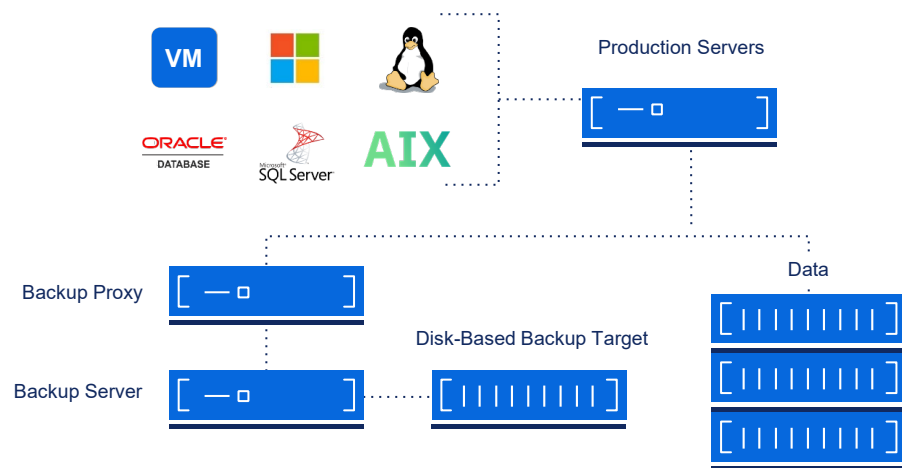 VM
Production Servers
ORACLE®
DATABASE
Microsoft®
SQL Server®
AIX
Data
Backup Proxy
Disk-Based Backup Target
Backup Server